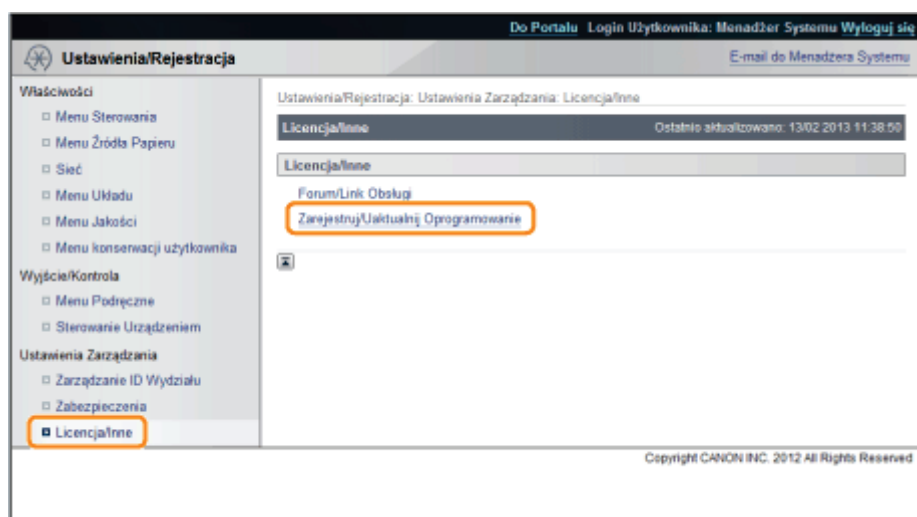 Do Portalu Login Użytkownika: Menadżer Systemu Wyloguj się
Ustawienia/Rejestracja
E-mail do Menadżera Systemu
Właściwości
Menu Sterowania
Menu Źródła Papieru
Sieć
Menu Układu
Menu Jakości
Menu konserwacji użytkownika
Wyjście/Kontrola
Menu Podręczne
Sterowanie Urządzeniem
Ustawienia Zarządzania
Zarządzanie ID Wydziału
Zabezpieczenia
Licencja/Inne
Ustawienia/Rejestracja: Ustawienia Zarządzania: Licencja/Inne
Licencja/Inne
Ostatnio aktualizowano: 13/02 2013 11:38:50
Licencja/Inne
Forum/Link Obsługi
Zarejestruj/Uaktualnij Oprogramowanie
Copyright CANON INC. 2012 All Rights Reserved